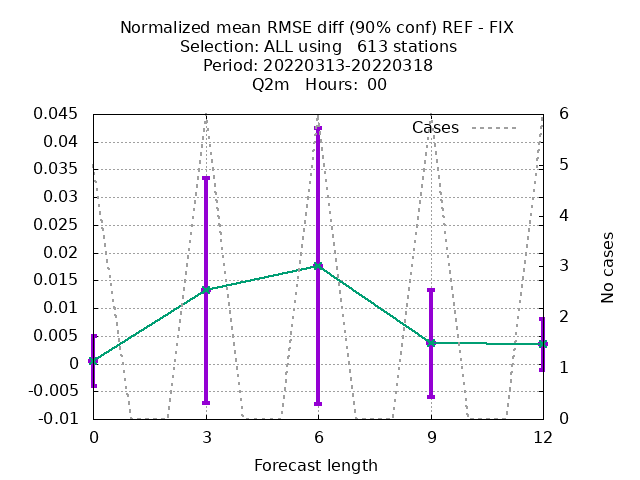 Normalized mean RMSE diff (90% conf) REF - FIX
Selection: ALL using   613 stations
Period: 20220313-20220318
Q2m   Hours:  00
Cases
0.045
0.04
0.035
0.03
0.025
0.02
0.015
0.01
0.005
0
-0.005
-0.01
6
5
4
3
2
1
0
No cases
0 3 6 9 12
Forecast length